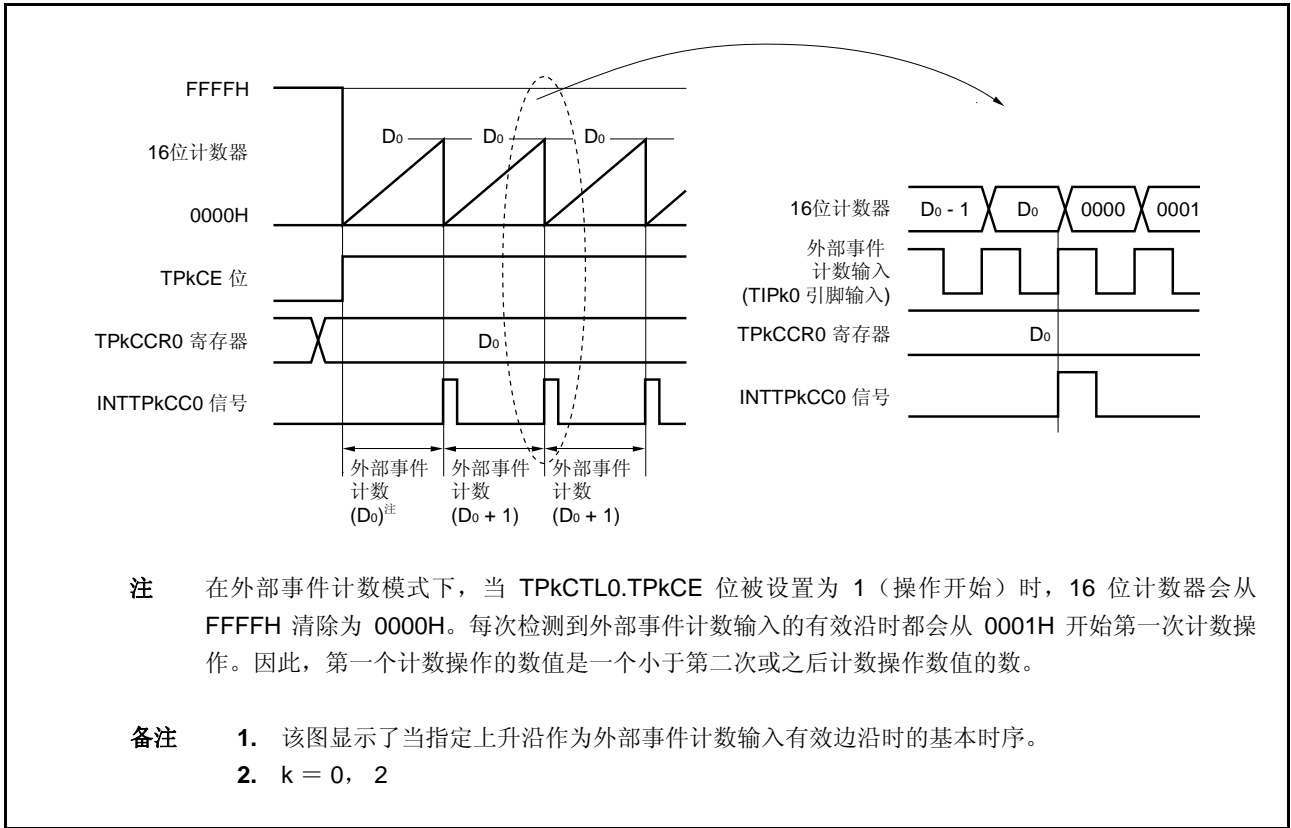 FFFFH
16位计数器
0000H
D₀ D₀ D₀
TPkCE 位
TPkCCR0 寄存器
D₀
INTTPkCC0 信号
外部事件 外部事件 外部事件
计数 计数 计数
(D₀)注 (D₀ + 1) (D₀ + 1)
16位计数器
D₀ - 1 D₀ 0000 0001
外部事件
计数输入
(TIPk0 引脚输入)
TPkCCR0 寄存器
D₀
INTTPkCC0 信号
注 在外部事件计数模式下，当 TPkCTL0.TPkCE 位被设置为 1（操作开始）时，16 位计数器会从
FFFFH 清除为 0000H。每次检测到外部事件计数输入的有效沿时都会从 0001H 开始第一次计数操
作。因此，第一个计数操作的数值是一个小于第二次或之后计数操作数值的数。
备注 1. 该图显示了当指定上升沿作为外部事件计数输入有效边沿时的基本时序。
2. k = 0， 2